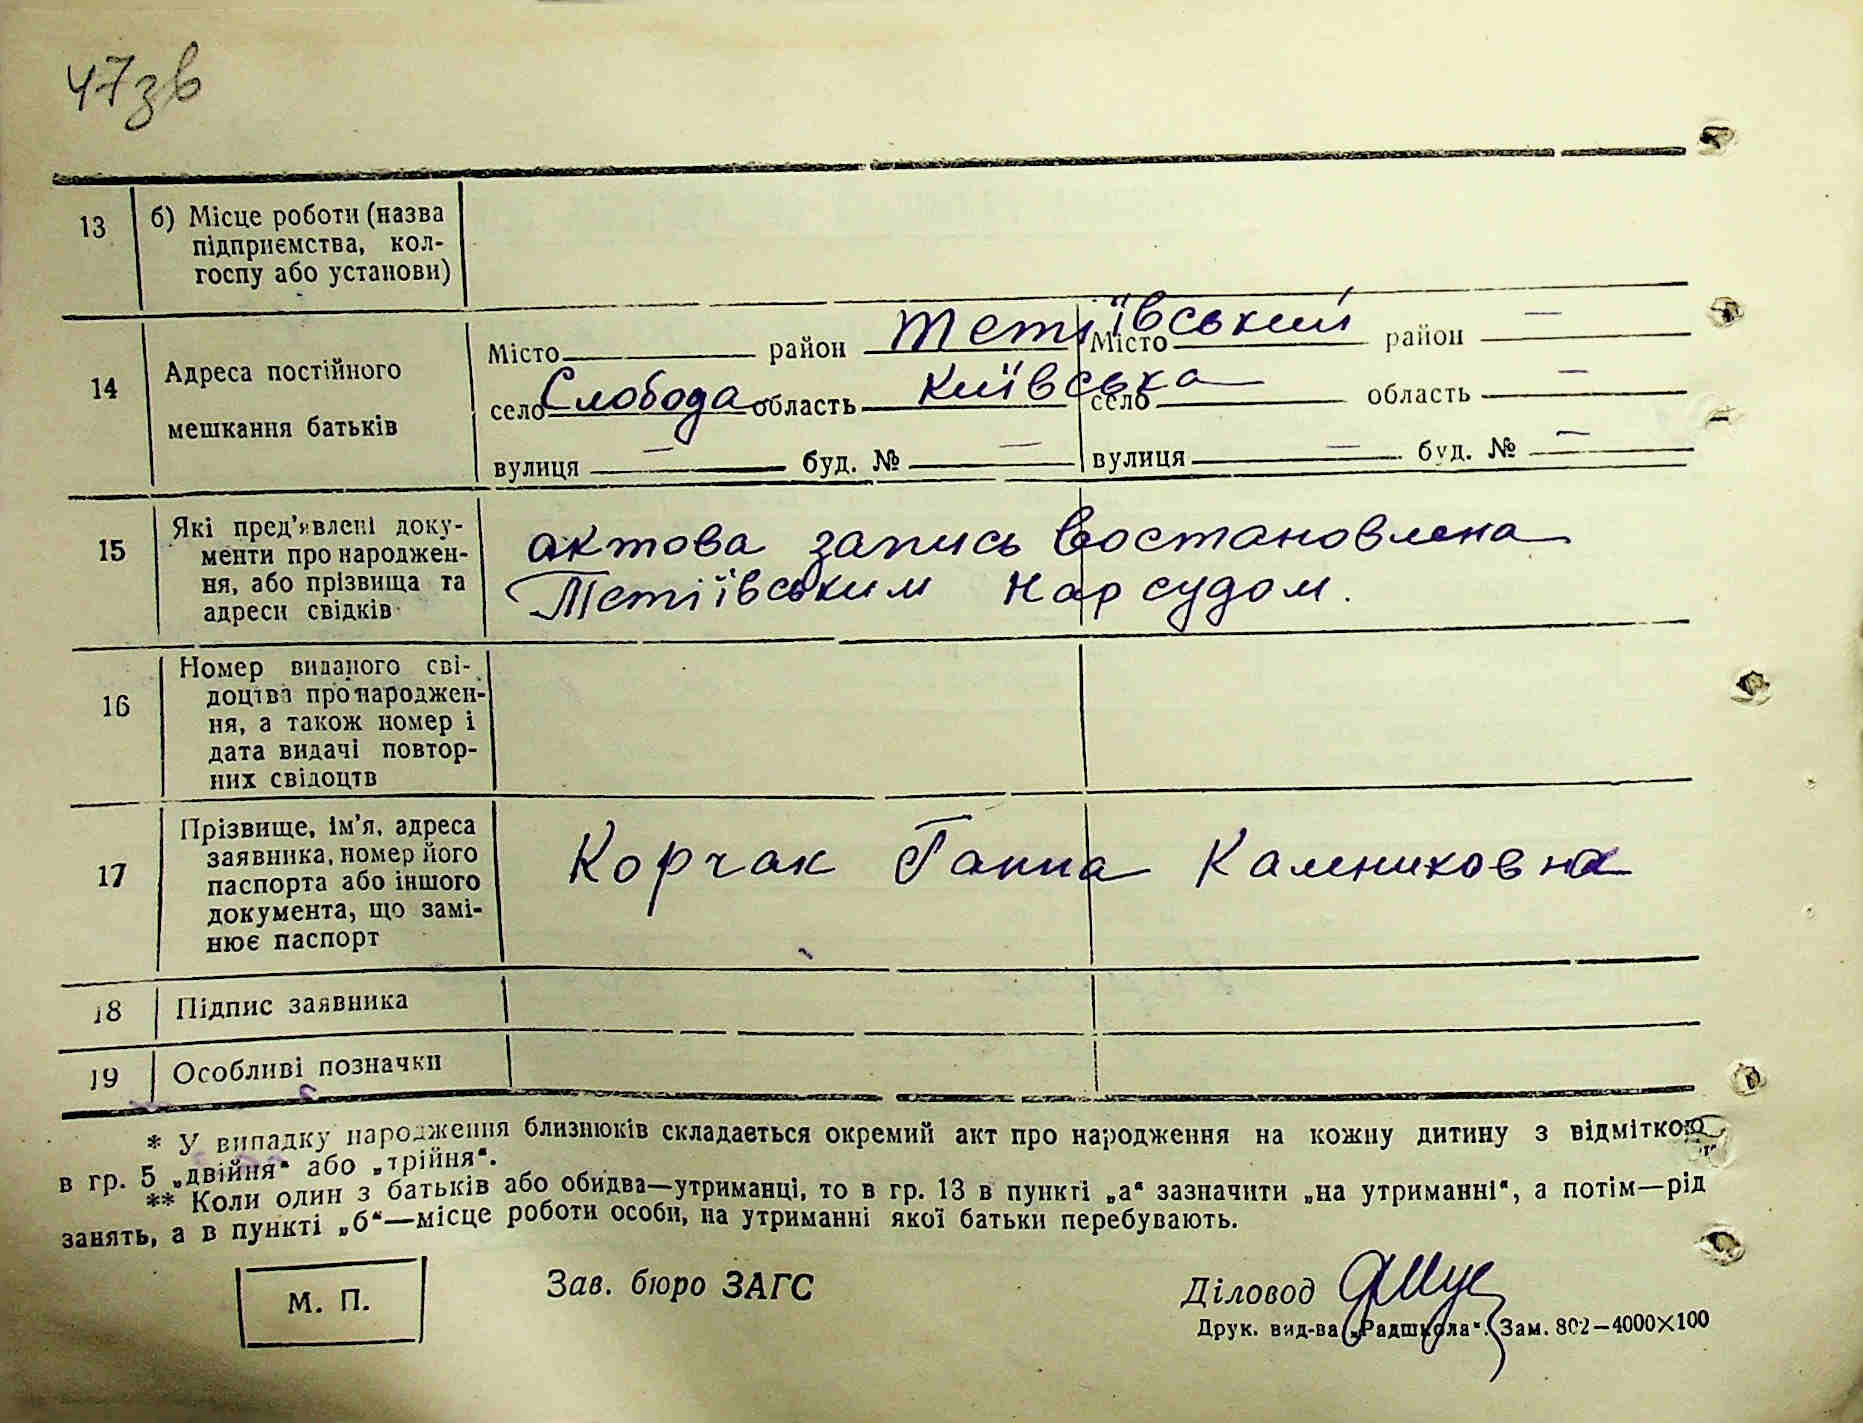 47зв
13 б) Місце роботи (назва
підприємства, кол-
госпу або установи)
14 Адреса постійного
мешкання батьків
Місто район Тетіївський Місто район —
село Слобода область Київська село область —
вулиця — буд. № — вулиця — буд. № —
15 Які пред'явлені доку-
менти про народжен-
ня, або прізвища та
адреси свідків
актова запись востановлена
Тетіївським Нарсудом.
16 Номер виданого сві-
доцтва про народжен-
ня, а також номер і
дата видачі повтор-
них свідоцтв
17 Прізвище, ім'я, адреса
заявника, номер його
паспорта або іншого
документа, що замі-
нює паспорт
Корчак Ганна
18 Підпис заявника
19 Особливі позначки
* У випадку народження близнюків складається окремий акт про народження на кожну дитину з відміткою
в гр. 5 „двійня“ або „трійня“.
** Коли один з батьків або обидва—утриманці, то в гр. 13 в пункті „а“ зазначити „на утриманні“, а потім—рід
занять, а в пункті „б“—місце роботи особи, на утриманні якої батьки перебувають.
М. П.
Зав. бюро ЗАГС
Діловод
Друк. вид-ва „Радшкола“. Зам. 802—4000×100